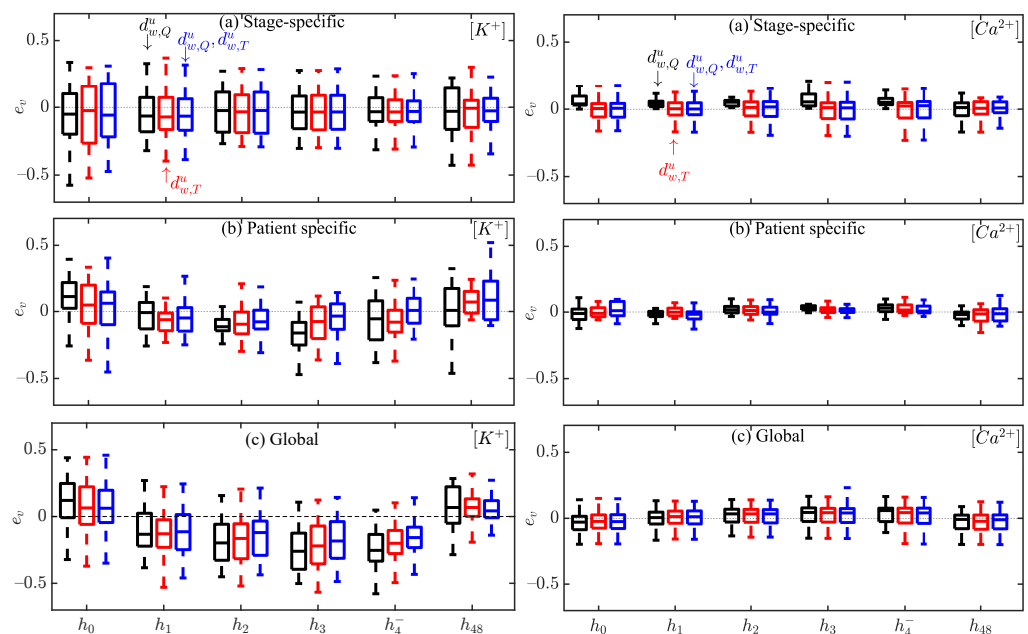 (a) Stage-specific [K⁺]
d^u_{w,Q}
d^u_{w,Q}, d^u_{w,T}
d^u_{w,T}
e_v
0.5
0
−0.5
(a) Stage-specific [Ca²⁺]
d^u_{w,Q} d^u_{w,Q}, d^u_{w,T}
d^u_{w,T}
e_v
0.5
0
−0.5
(b) Patient specific [K⁺]
e_v
0.5
0
−0.5
(b) Patient specific [Ca²⁺]
e_v
0.5
0
−0.5
(c) Global [K⁺]
e_v
0.5
0
−0.5
h₀ h₁ h₂ h₃ h₄⁻ h₄₈
(c) Global [Ca²⁺]
e_v
0.5
0
−0.5
h₀ h₁ h₂ h₃ h₄⁻ h₄₈